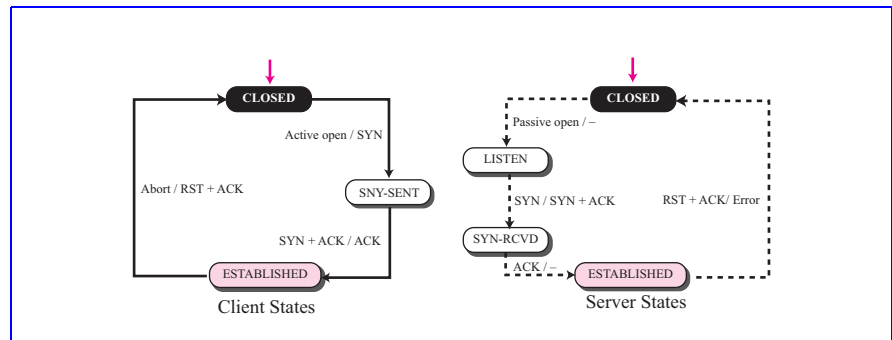 CLOSED
Active open / SYN
SNY-SENT
Abort / RST + ACK
SYN + ACK / ACK
ESTABLISHED
Client States
CLOSED
Passive open / –
LISTEN
SYN / SYN + ACK
RST + ACK/ Error
SYN-RCVD
ACK / –
ESTABLISHED
Server States